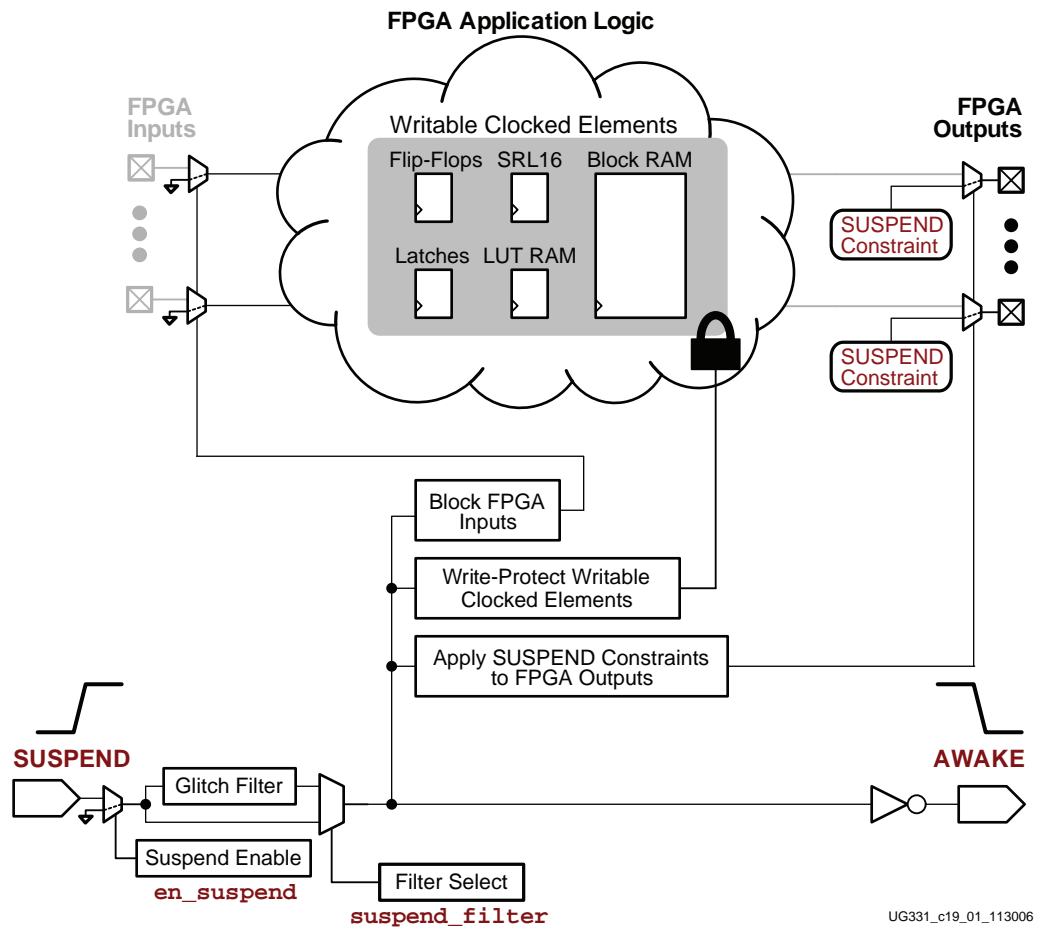 FPGA Application Logic
FPGA
Inputs
FPGA
Outputs
Writable Clocked Elements
Flip-Flops
SRL16
Block RAM
Latches
LUT RAM
SUSPEND
Constraint
SUSPEND
Constraint
Block FPGA
Inputs
Write-Protect Writable
Clocked Elements
Apply SUSPEND Constraints
to FPGA Outputs
SUSPEND
AWAKE
Glitch Filter
Suspend Enable
en_suspend
Filter Select
suspend_filter
UG331_c19_01_113006